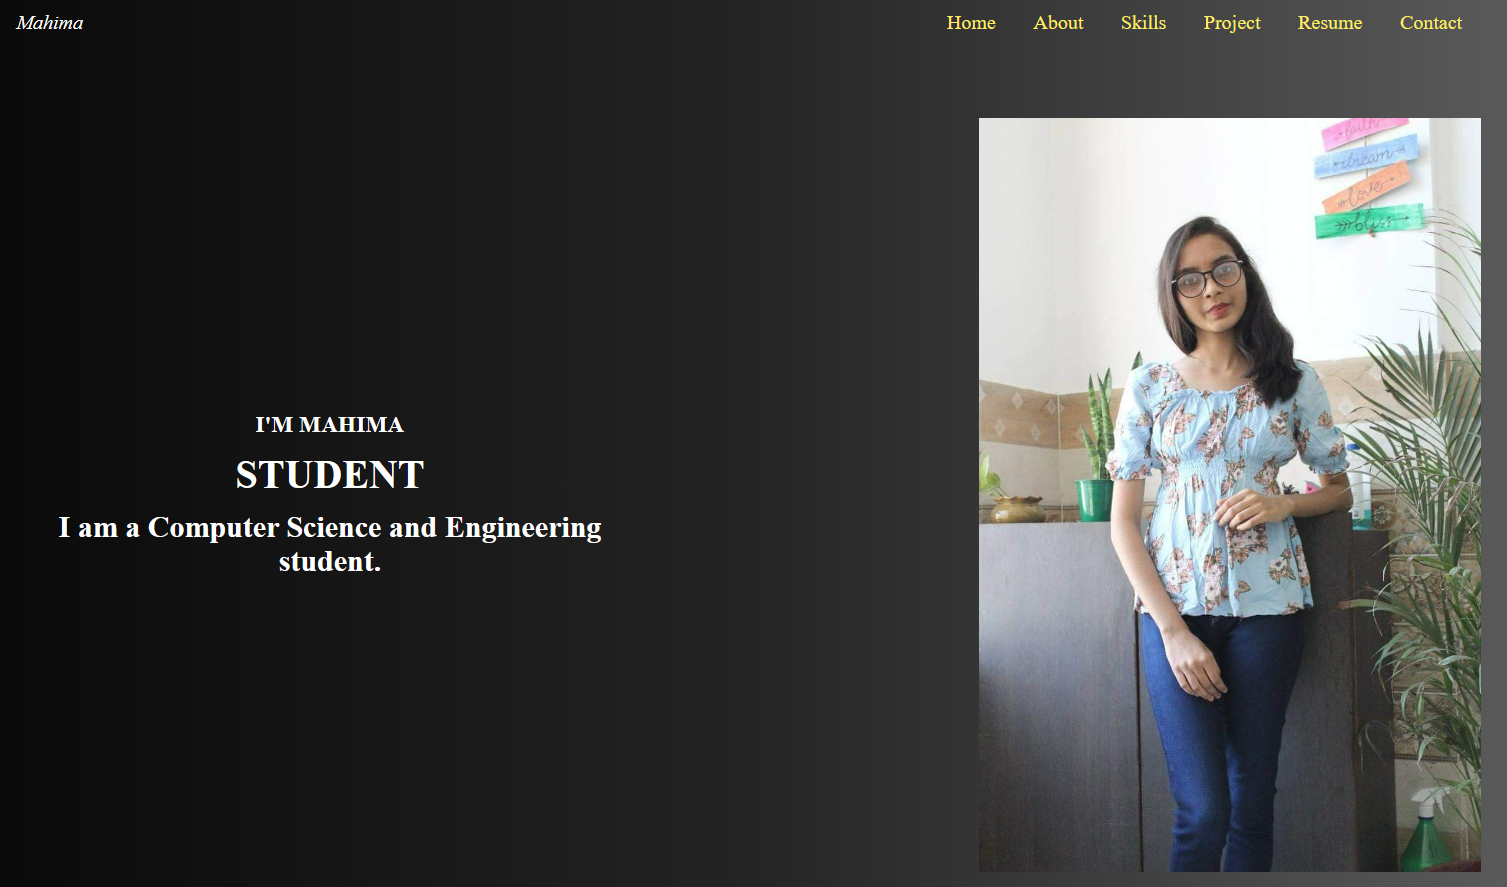 Mahima
Home About Skills Project Resume Contact
faith
dream
love
bliss
I'M MAHIMA
STUDENT
I am a Computer Science and Engineering
student.